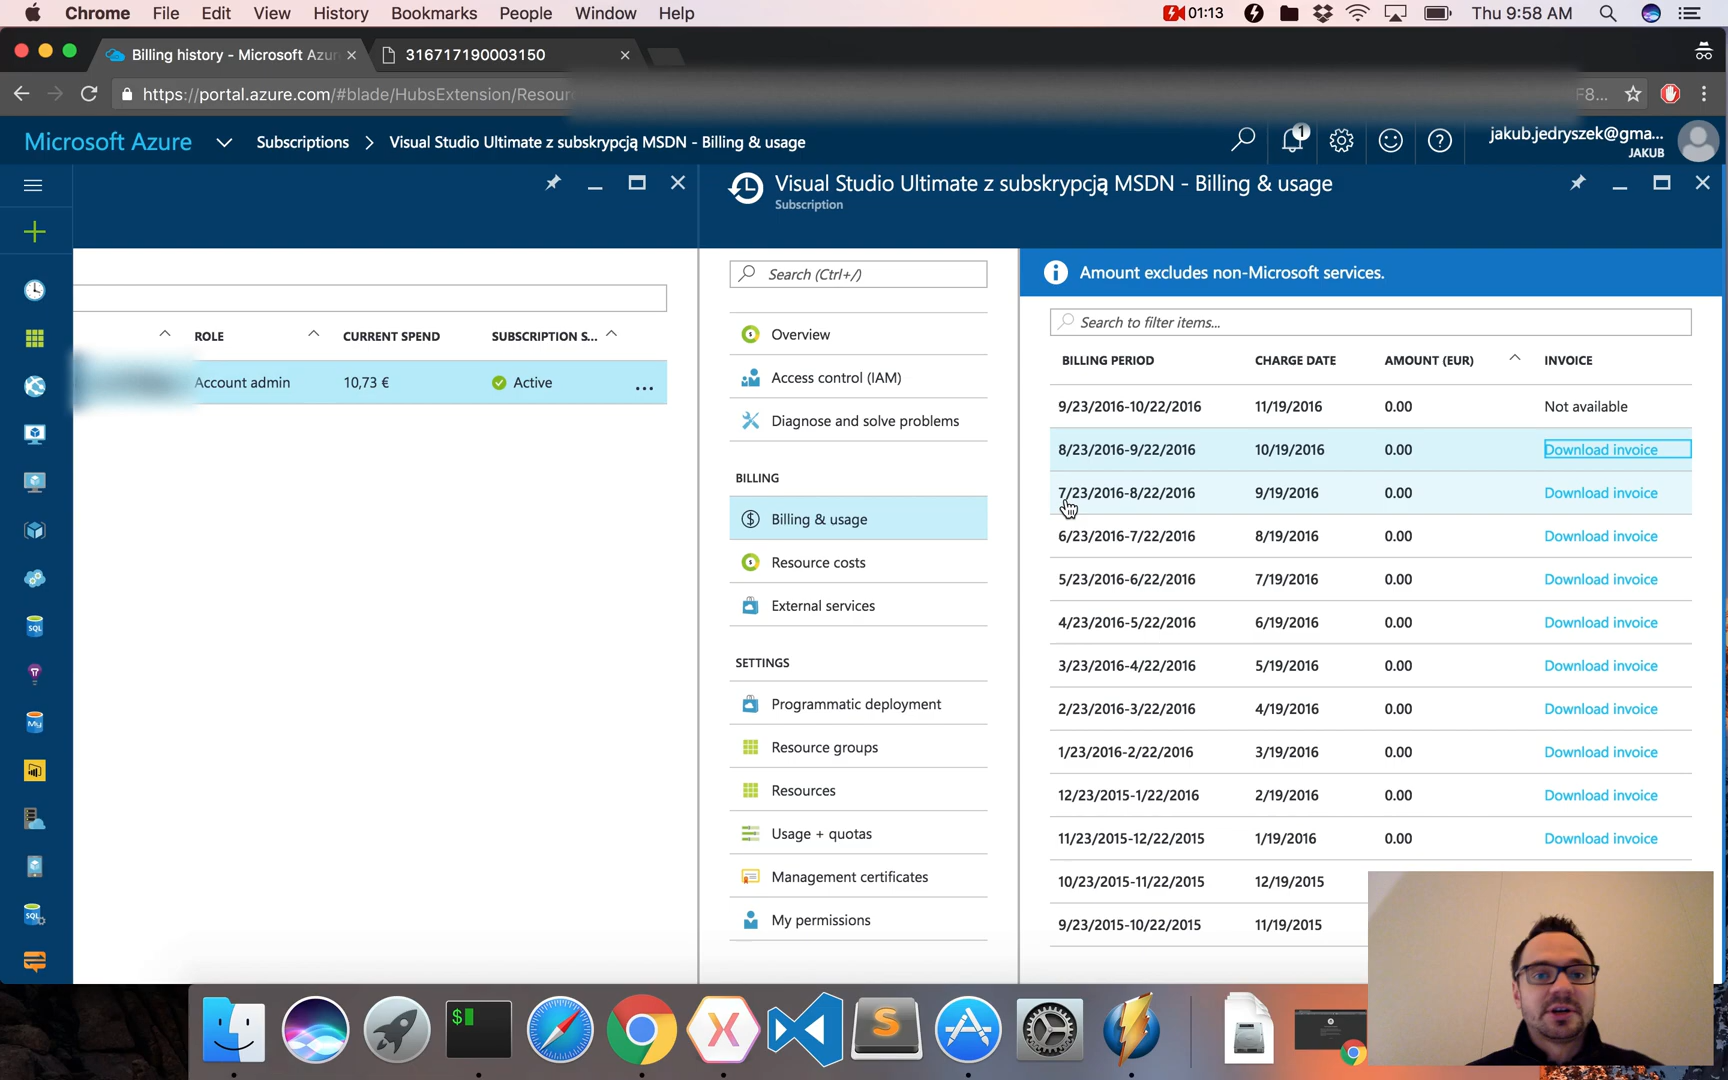 Chrome File Edit View History Bookmarks People Window Help 01:13 Thu 9:58 AM
Billing history - Microsoft Azur 316717190003150
https://portal.azure.com/#blade/HubsExtension/Resour F8...
Microsoft Azure Subscriptions Visual Studio Ultimate z subskrypcją MSDN - Billing & usage 1 jakub.jedryszek@gma...
JAKUB
Visual Studio Ultimate z subskrypcją MSDN - Billing & usage
Subscription
ROLE CURRENT SPEND SUBSCRIPTION S...
Account admin 10,73 € Active ...
Search (Ctrl+/)
Overview
Access control (IAM)
Diagnose and solve problems
BILLING
Billing & usage
Resource costs
External services
SETTINGS
Programmatic deployment
Resource groups
Resources
Usage + quotas
Management certificates
My permissions
Amount excludes non-Microsoft services.
Search to filter items...
BILLING PERIOD CHARGE DATE AMOUNT (EUR) INVOICE
9/23/2016-10/22/2016 11/19/2016 0.00 Not available
8/23/2016-9/22/2016 10/19/2016 0.00 Download invoice
7/23/2016-8/22/2016 9/19/2016 0.00 Download invoice
6/23/2016-7/22/2016 8/19/2016 0.00 Download invoice
5/23/2016-6/22/2016 7/19/2016 0.00 Download invoice
4/23/2016-5/22/2016 6/19/2016 0.00 Download invoice
3/23/2016-4/22/2016 5/19/2016 0.00 Download invoice
2/23/2016-3/22/2016 4/19/2016 0.00 Download invoice
1/23/2016-2/22/2016 3/19/2016 0.00 Download invoice
12/23/2015-1/22/2016 2/19/2016 0.00 Download invoice
11/23/2015-12/22/2015 1/19/2016 0.00 Download invoice
10/23/2015-11/22/2015 12/19/2015
9/23/2015-10/22/2015 11/19/2015
SQL
My
SQL
$
X
S